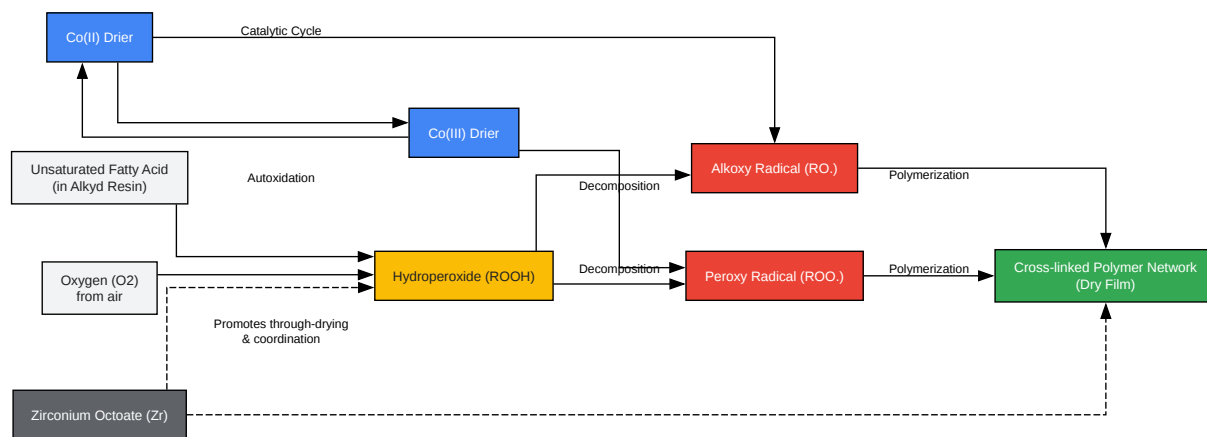 Co(II) Drier
Catalytic Cycle
Co(III) Drier
Unsaturated Fatty Acid
(in Alkyd Resin)
Autoxidation
Decomposition
Alkoxy Radical (RO.)
Polymerization
Oxygen (O2)
from air
Hydroperoxide (ROOH)
Decomposition
Peroxy Radical (ROO.)
Polymerization
Cross-linked Polymer Network
(Dry Film)
Promotes through-drying
& coordination
Zirconium Octoate (Zr)